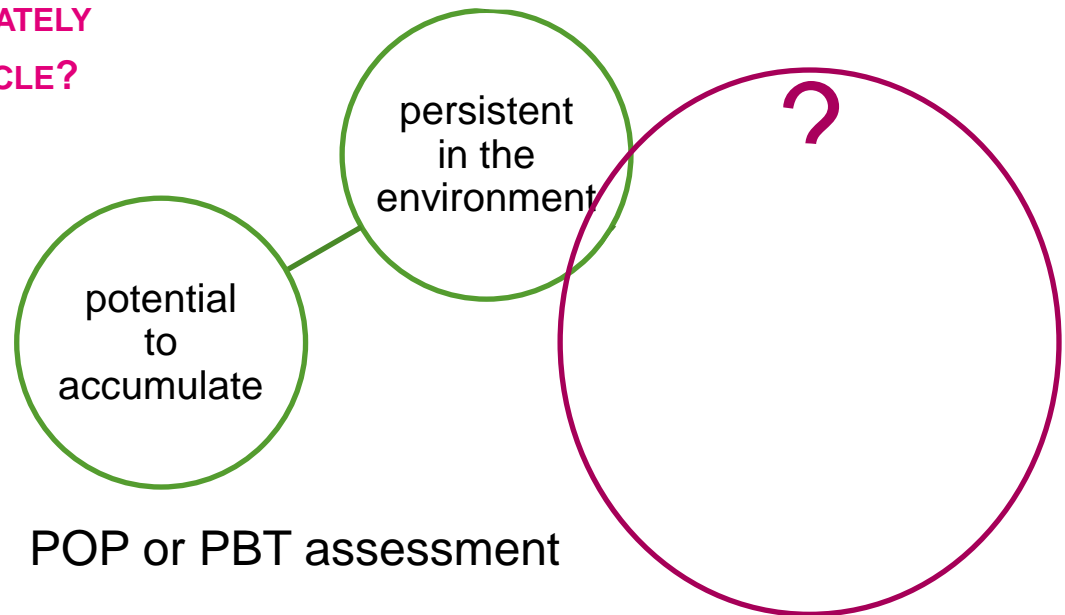 ATELY
CLE?
?
persistent
in the
environment
potential
to
accumulate
POP or PBT assessment